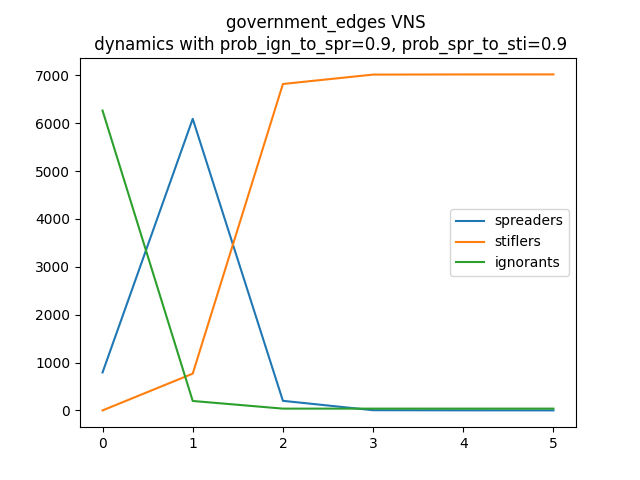 government_edges VNS
dynamics with prob_ign_to_spr=0.9, prob_spr_to_sti=0.9
7000
6000
5000
4000
3000
2000
1000
0
spreaders
stiflers
ignorants
0 1 2 3 4 5